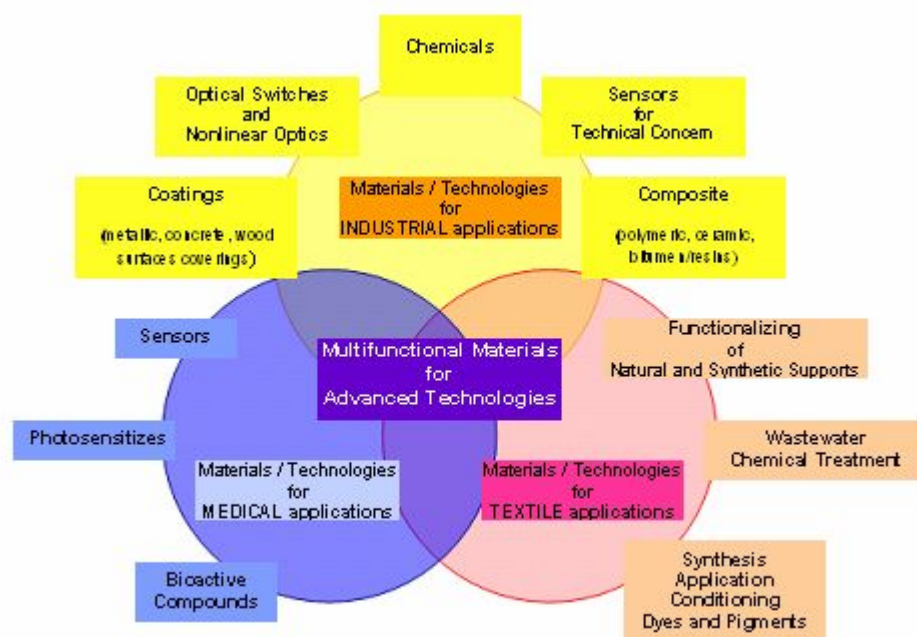 Chemicals
Optical Switches
and
Nonlinear Optics
Sensors
for
Technical Concern
Coatings
(metallic, concrete, wood
surfaces coverings)
Materials / Technologies
for
INDUSTRIAL applications
Composite
(polymeric, ceramic,
bitumen/resins)
Sensors
Multifunctional Materials
for
Advanced Technologies
Functionalizing
of
Natural and Synthetic Supports
Photosensitizes
Materials / Technologies
for
MEDICAL applications
Materials / Technologies
for
TEXTILE applications
Wastewater
Chemical Treatment
Bioactive
Compounds
Synthesis
Application
Conditioning
Dyes and Pigments